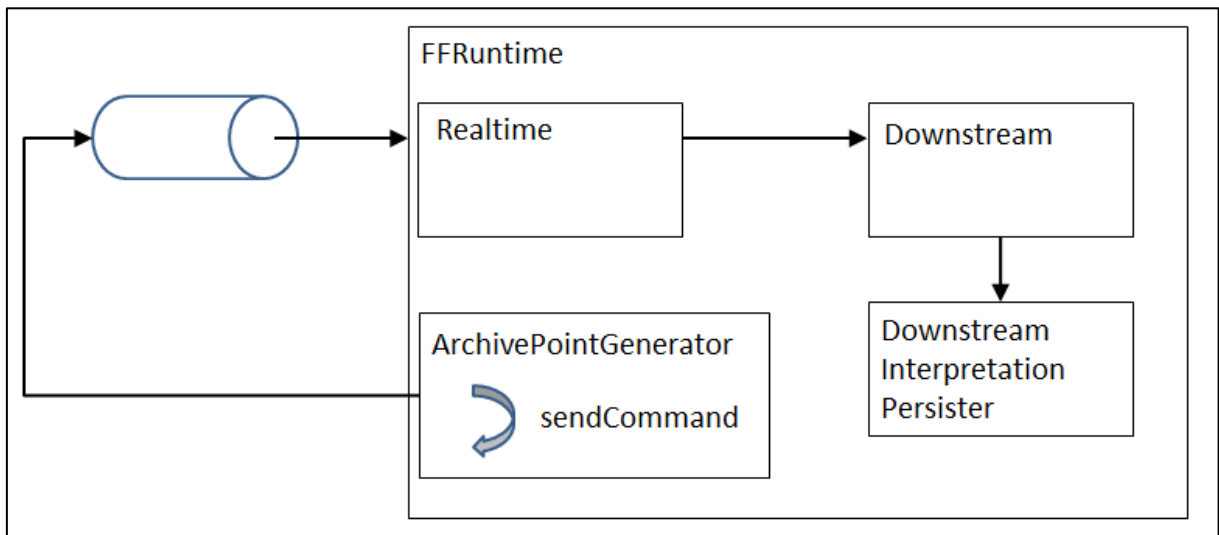 FFRuntime
Realtime
Downstream
ArchivePointGenerator
sendCommand
Downstream
Interpretation
Persister